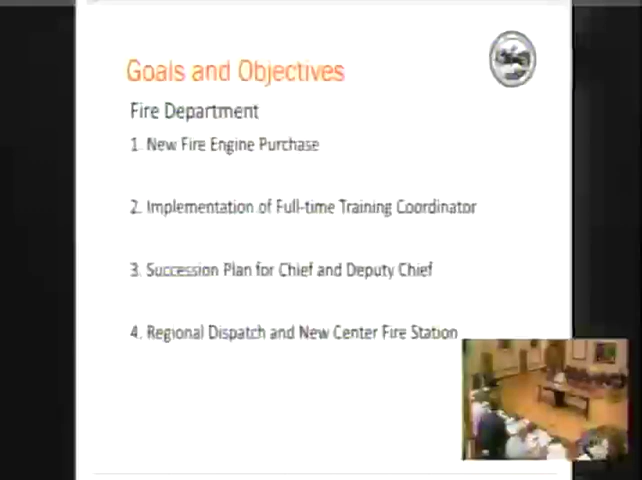 Goals and Objectives
Fire Department
1. New Fire Engine Purchase
2. Implementation of Full-time Training Coordinator
3. Succession Plan for Chief and Deputy Chief
4. Regional Dispatch and New Center Fire Station